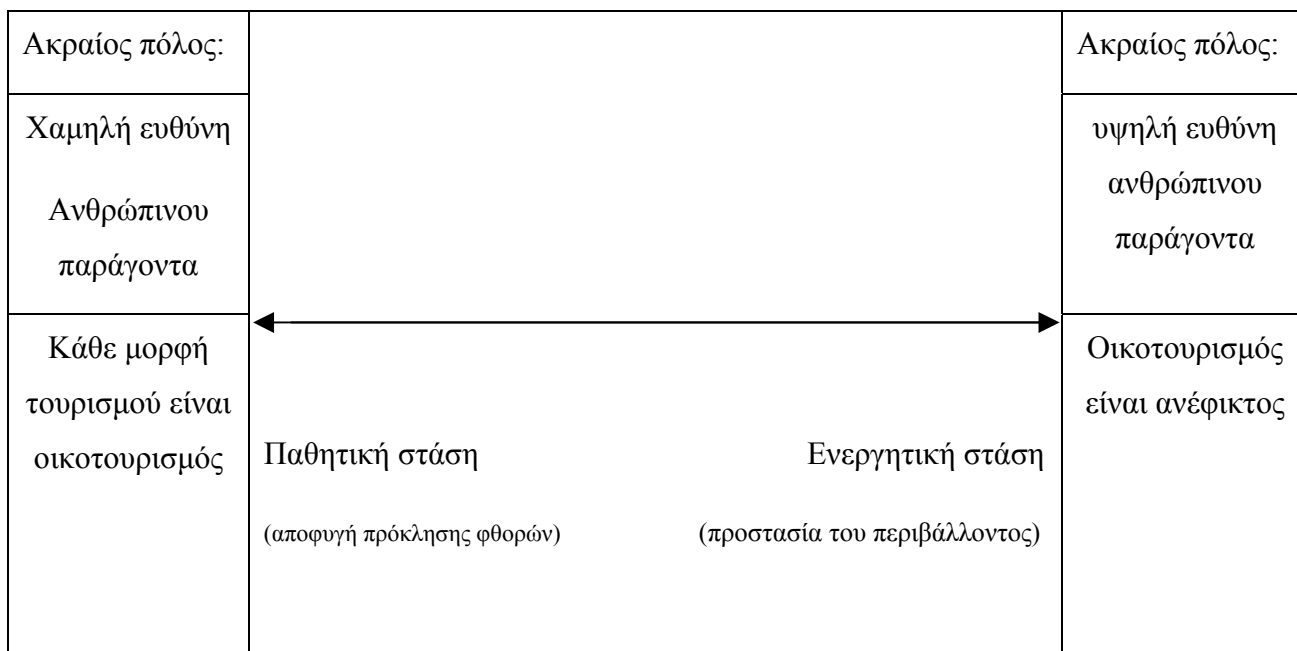 Ακραίος πόλος:
Χαμηλή ευθύνη
Ανθρώπινου
παράγοντα
Κάθε μορφή
τουρισμού είναι
οικοτουρισμός
Παθητική στάση
(αποφυγή πρόκλησης φθορών)
Ενεργητική στάση
(προστασία του περιβάλλοντος)
Ακραίος πόλος:
υψηλή ευθύνη
ανθρώπινου
παράγοντα
Οικοτουρισμός
είναι ανέφικτος